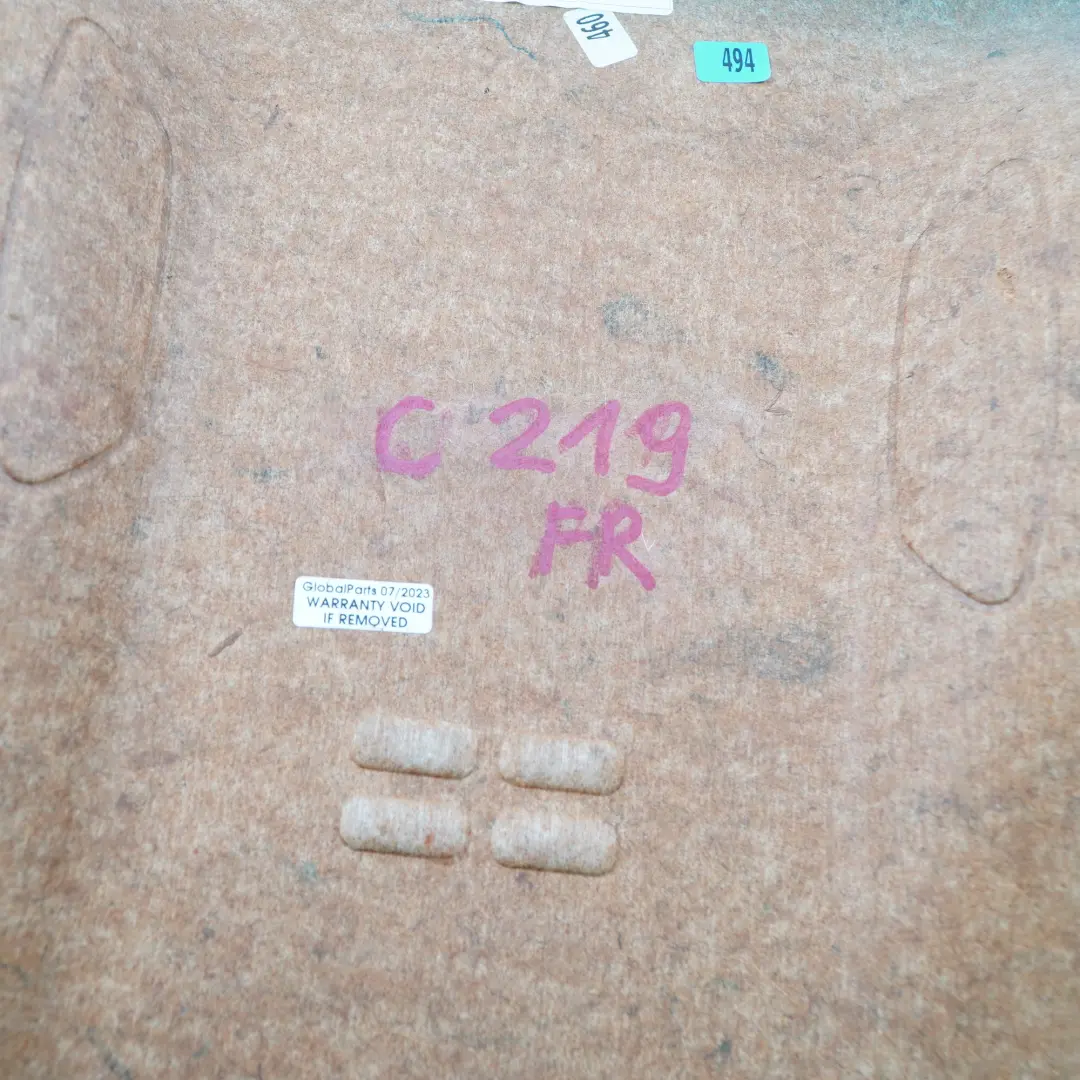 460
494
C 219
FR
GlobalParts 07/2023
WARRANTY VOID
IF REMOVED